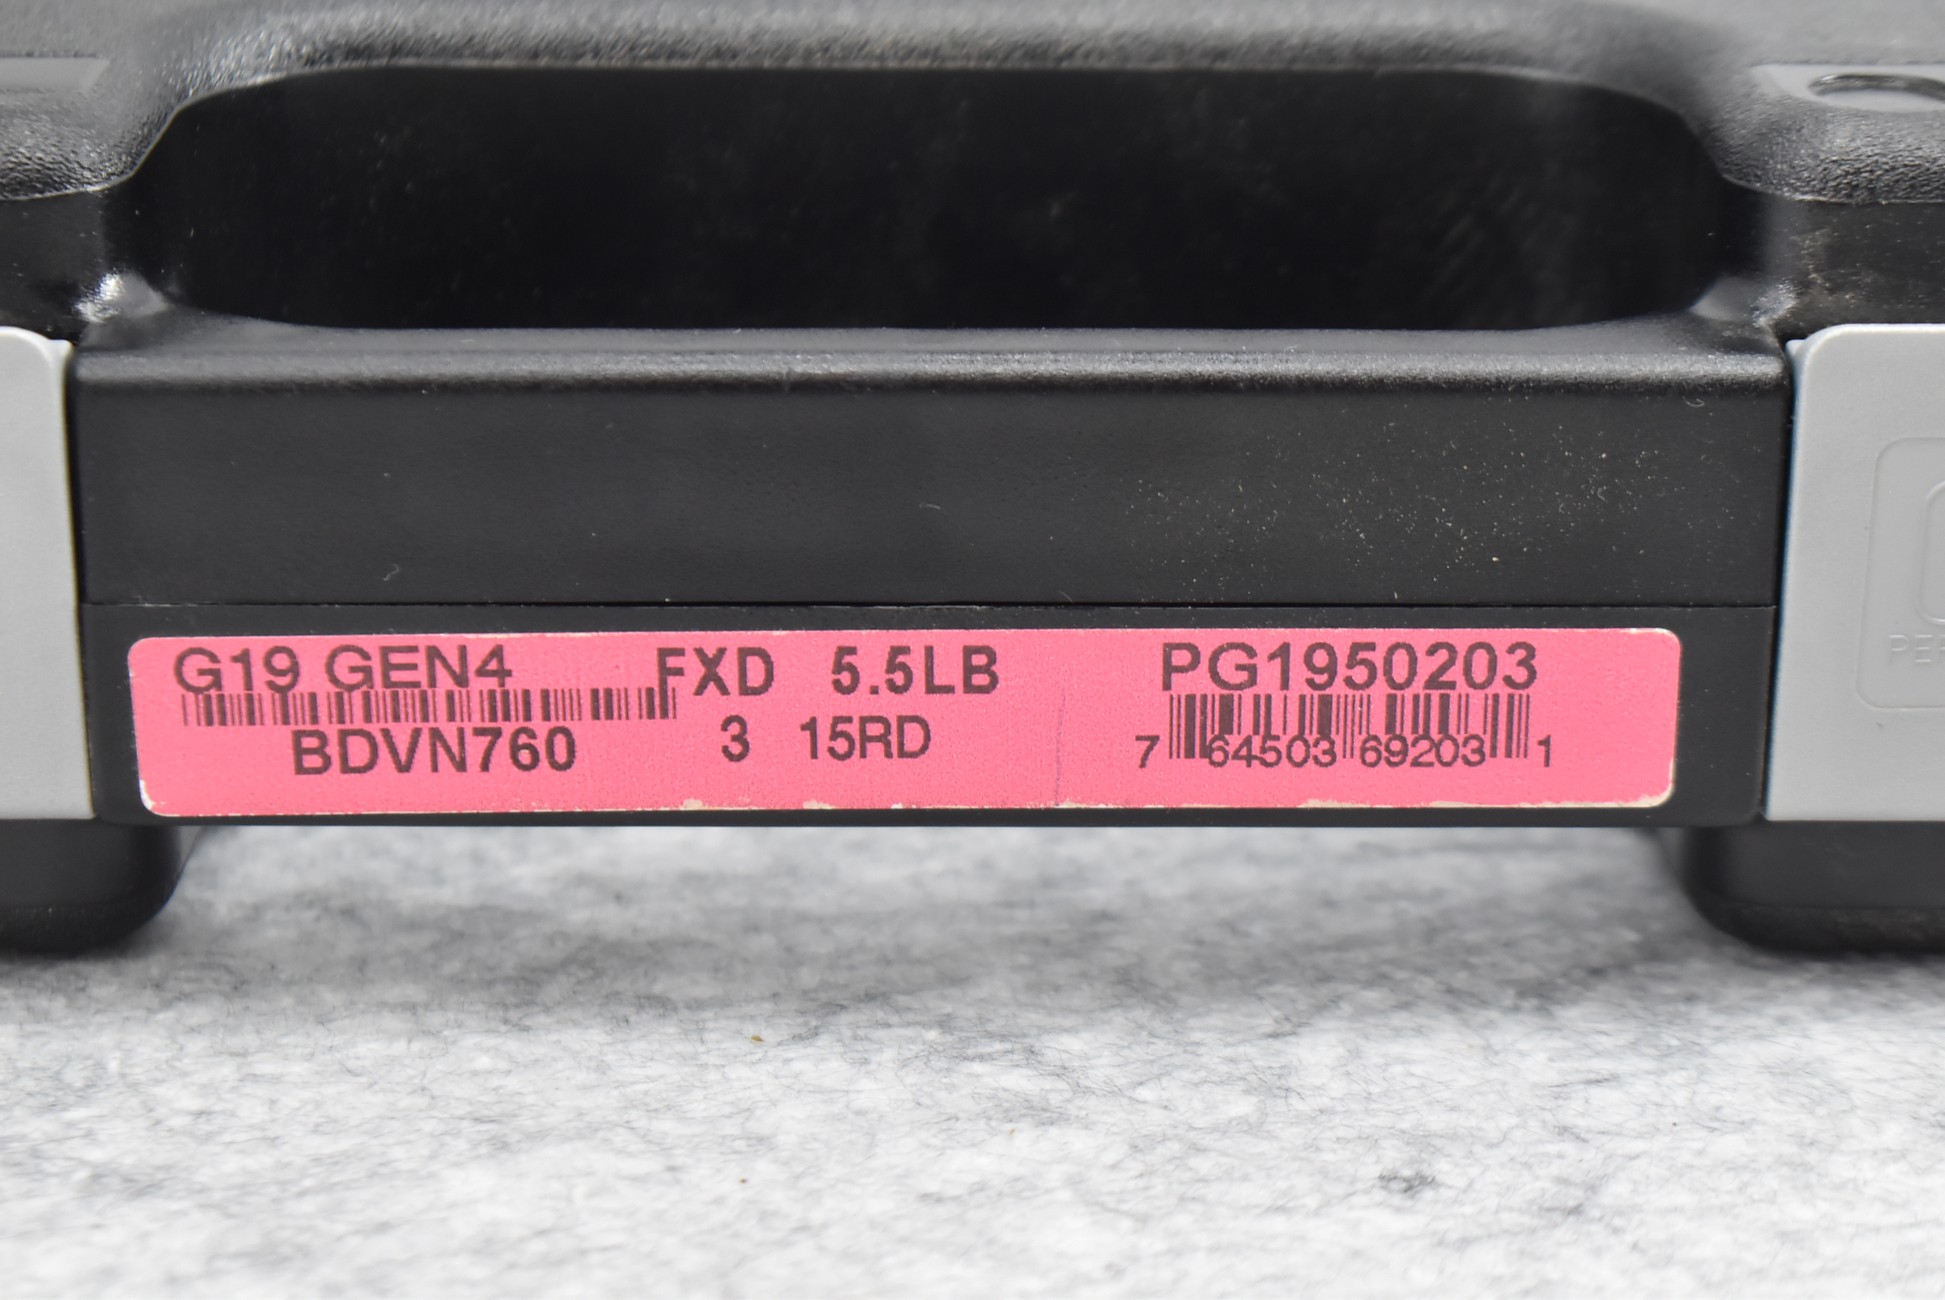 G19 GEN4 FXD 5.5LB PG1950203
BDVN760 3 15RD 7 64503 69203 1